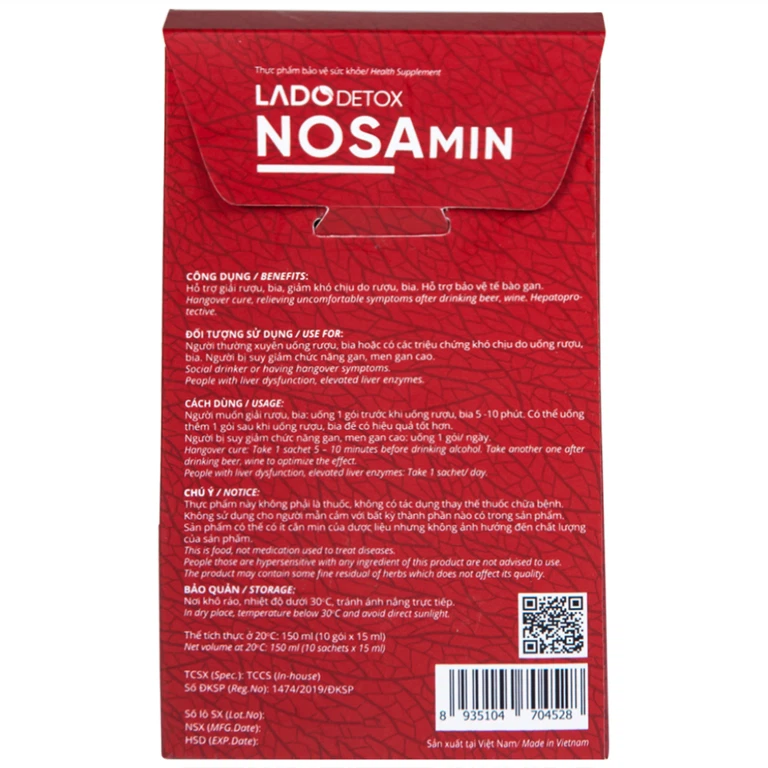 Thực phẩm bảo vệ sức khỏe/ Health Supplement
LADODETOX
NOSAMIN
CÔNG DỤNG / BENEFITS:
Hỗ trợ giải rượu, bia, giảm khó chịu do rượu, bia. Hỗ trợ bảo vệ tế bào gan.
Hangover cure, relieving uncomfortable symptoms after drinking beer, wine. Hepatopro-
tective.
ĐỐI TƯỢNG SỬ DỤNG / USE FOR:
Người thường xuyên uống rượu, bia hoặc có các triệu chứng khó chịu do uống rượu,
bia. Người bị suy giảm chức năng gan, men gan cao.
Social drinker or having hangover symptoms.
People with liver dysfunction, elevated liver enzymes.
CÁCH DÙNG / USAGE:
Người muốn giải rượu, bia: uống 1 gói trước khi uống rượu, bia 5 -10 phút. Có thể uống
thêm 1 gói sau khi uống rượu, bia để có hiệu quả tốt hơn.
Người bị suy giảm chức năng gan, men gan cao: uống 1 gói/ ngày.
Hangover cure: Take 1 sachet 5 – 10 minutes before drinking alcohol. Take another one after
drinking beer, wine to optimize the effect.
People with liver dysfunction, elevated liver enzymes: Take 1 sachet/ day.
CHÚ Ý / NOTICE:
Thực phẩm này không phải là thuốc, không có tác dụng thay thế thuốc chữa bệnh.
Không sử dụng cho người mẫn cảm với bất kỳ thành phần nào có trong sản phẩm.
Sản phẩm có thể có ít cắn mịn của dược liệu nhưng không ảnh hưởng đến chất lượng
của sản phẩm.
This is food, not medication used to treat diseases.
People those are hypersensitive with any ingredient of this product are not advised to use.
The product may contain some fine residual of herbs which does not affect its quality.
BẢO QUẢN / STORAGE:
Nơi khô ráo, nhiệt độ dưới 30°C, tránh ánh nắng trực tiếp.
In dry place, temperature below 30°C and avoid direct sunlight.
Thể tích thực ở 20°C: 150 ml (10 gói x 15 ml)
Net volume at 20°C: 150 ml (10 sachets x 15 ml)
TCSX (Spec.): TCCS (In-house)
Số ĐKSP (Reg.No): 1474/2019/ĐKSP
Số lô SX (Lot.No):
NSX (MFG.Date):
HSD (EXP.Date):
8 935104 704528
Sản xuất tại Việt Nam/ Made in Vietnam